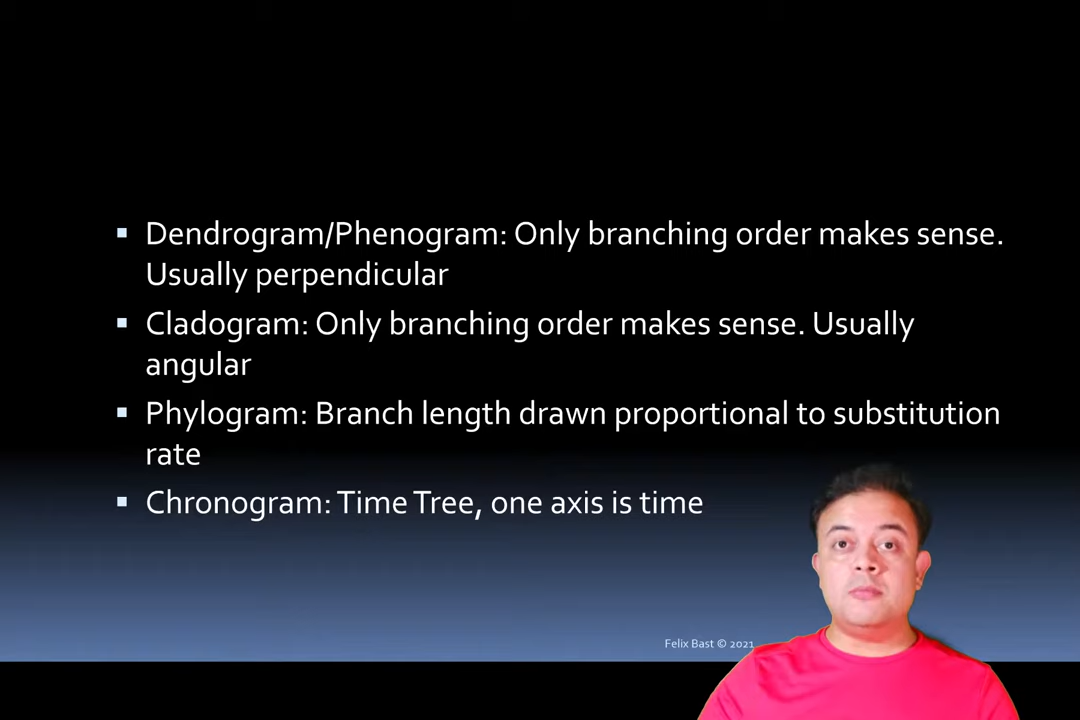 Dendrogram/Phenogram: Only branching order makes sense.
Usually perpendicular
Cladogram: Only branching order makes sense. Usually
angular
Phylogram: Branch length drawn proportional to substitution
rate
Chronogram: Time Tree, one axis is time
Felix Bast © 2021